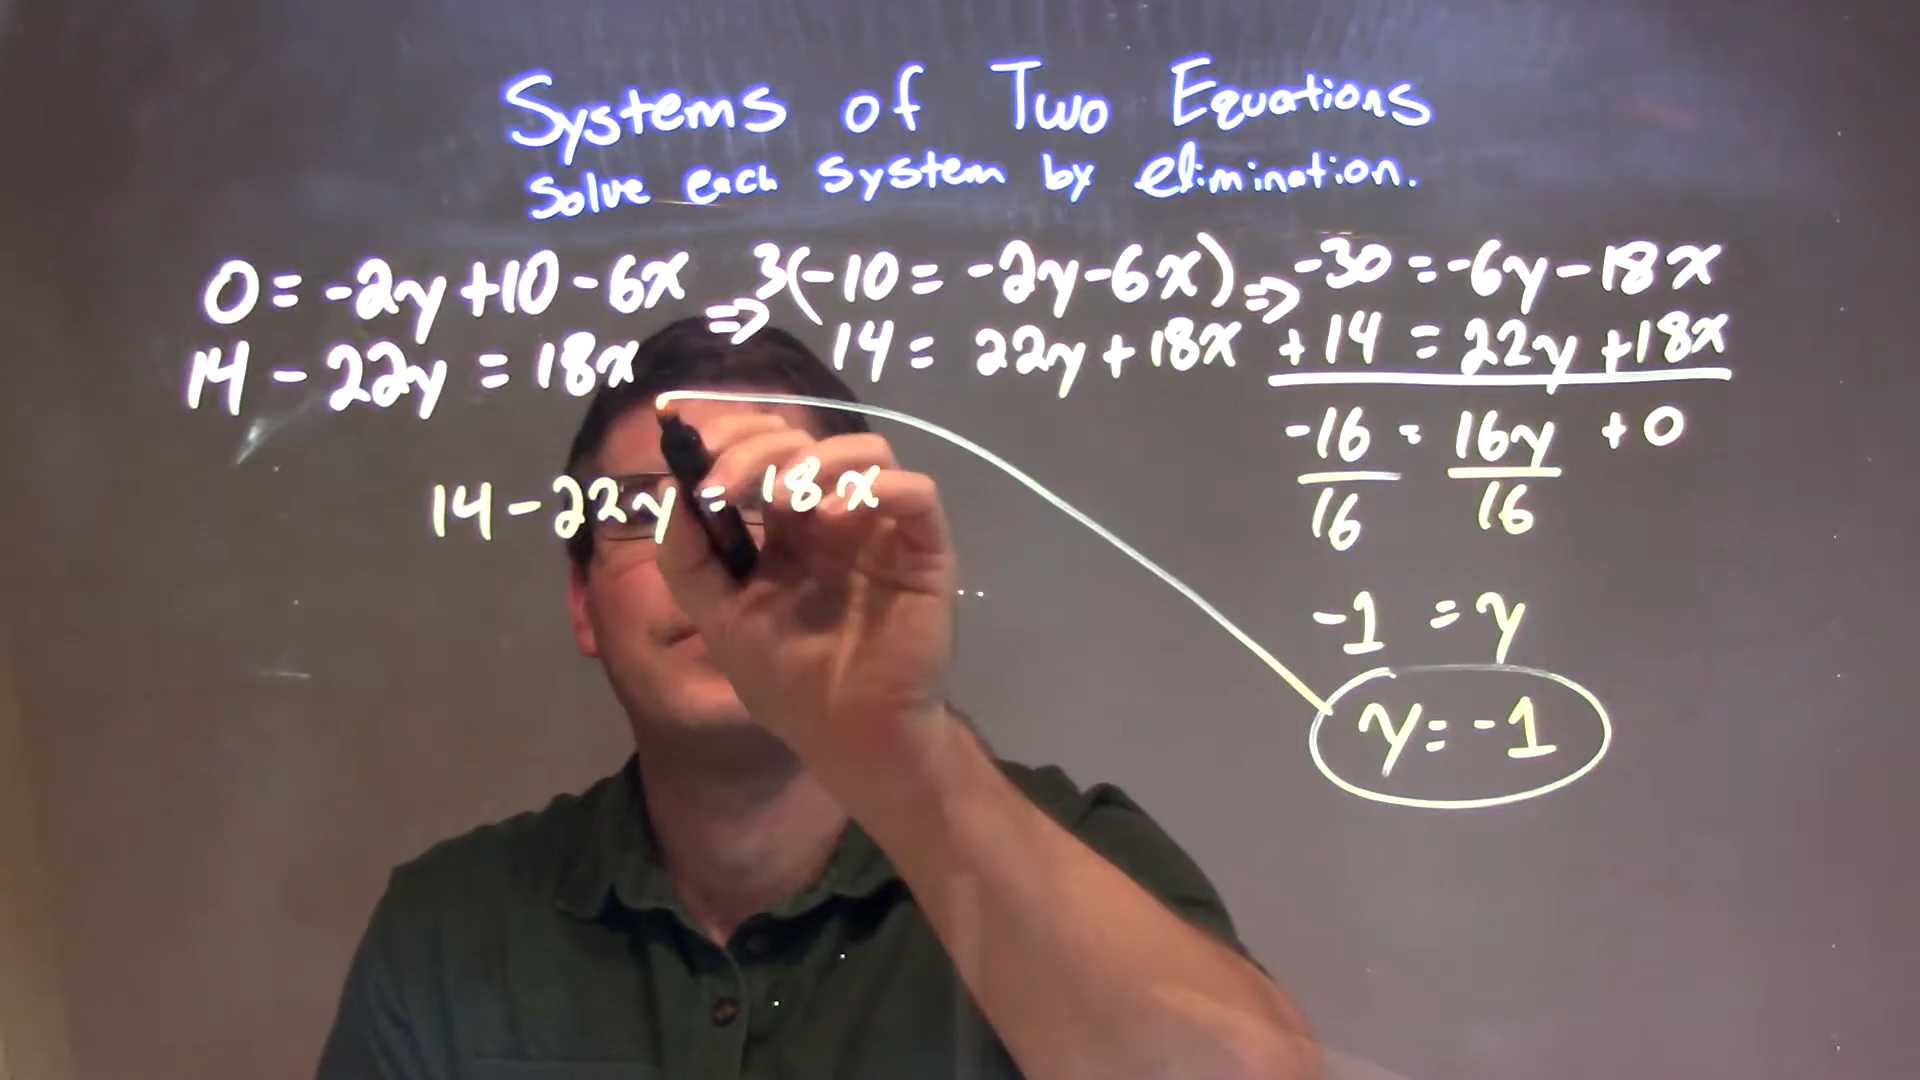 Systems of Two Equations
Solve each system by elimination.
0 = -2y + 10 - 6x ⇒ 3(-10 = -2y - 6x) ⇒ -30 = -6y - 18x
14 - 22y = 18x 14 = 22y + 18x + 14 = 22y + 18x
-16 = 16y + 0
16 16
14 - 22y = 18x
-1 = y
y = -1